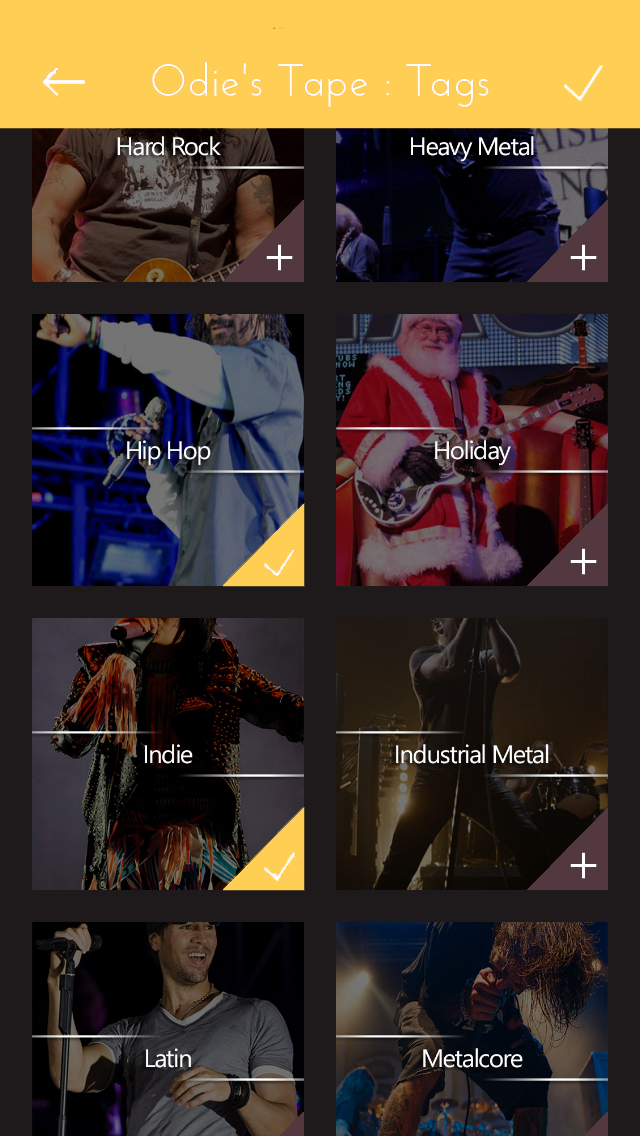 Odie's Tape : Tags
Hard Rock
Heavy Metal
Hip Hop
Holiday
Indie
Industrial Metal
Latin
Metalcore